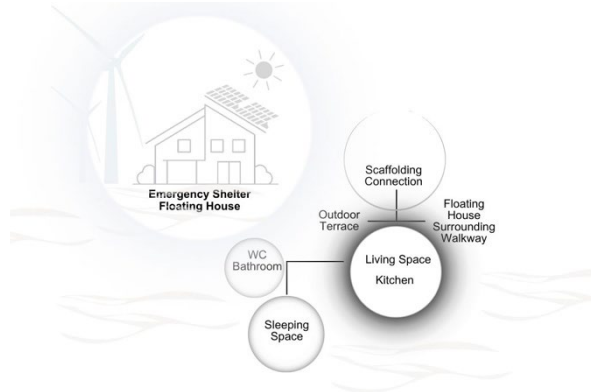 Emergency Shelter
Floating House
Scaffolding
Connection
Outdoor
Terrace
Floating
House
Surrounding
Walkway
WC
Bathroom
Living Space
Kitchen
Sleeping
Space